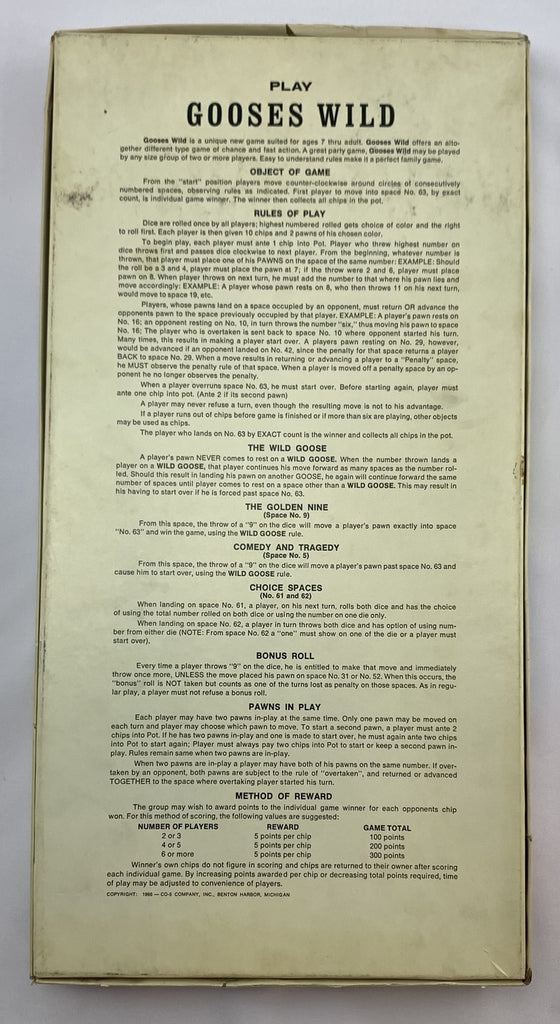 PLAY
GOOSES WILD
Gooses Wild is a unique new game suited for ages 7 thru adult. Gooses Wild offers an alto-
gether different type game of chance and fast action. A great party game, Gooses Wild may be played
by any size group of two or more players. Easy to understand rules make it a perfect family game.
OBJECT OF GAME
From the "start" position players move counter-clockwise around circles of consecutively
numbered spaces, observing rules as indicated. First player to move into space No. 63, by exact
count, is individual game winner. The winner then collects all chips in the pot.
RULES OF PLAY
Dice are rolled once by all players; highest numbered rolled gets choice of color and the right
to roll first. Each player is then given 10 chips and 2 pawns of his chosen color.
To begin play, each player must ante 1 chip into Pot. Player who threw highest number on
dice throws first and passes dice clockwise to next player. From the beginning, whatever number is
thrown, that player must place one of his PAWNS on the space of the same number: EXAMPLE: Should
the roll be a 3 and 4, player must place the pawn at 7; if the throw were 2 and 6, player must place
pawn on 8. When player throws on next turn, he must add the number to that where his pawn lies and
move accordingly: EXAMPLE: A player whose pawn rests on 8, who then throws 11 on his next turn,
would move to space 19, etc.
Players, whose pawns land on a space occupied by an opponent, must return OR advance the
opponents pawn to the space previously occupied by that player. EXAMPLE: A player's pawn rests on
No. 16; an opponent resting on No. 10, in turn throws the number "six," thus moving his pawn to space
No. 16; The player who is overtaken is sent back to space No. 10 where opponent started his turn.
Many times, this results in making a player start over. A players pawn resting on No. 29, however,
would be advanced if an opponent landed on No. 42, since the penalty for that space returns a player
BACK to space No. 29. When a move results in returning or advancing a player to a "Penalty" space,
he MUST observe the penalty rule of that space. When a player is moved off a penalty space by an op-
ponent he no longer observes the penalty.
When a player overruns space No. 63, he must start over. Before starting again, player must
ante one chip into pot. (Ante 2 if its second pawn)
A player may never refuse a turn, even though the resulting move is not to his advantage.
If a player runs out of chips before game is finished or if more than six are playing, other objects
may be used as chips.
The player who lands on No. 63 by EXACT count is the winner and collects all chips in the pot.
THE WILD GOOSE
A player's pawn NEVER comes to rest on a WILD GOOSE. When the number thrown lands a
player on a WILD GOOSE, that player continues his move forward as many spaces as the number rol-
led. Should this result in landing his pawn on another GOOSE, he again will continue forward the same
number of spaces until player comes to rest on a space other than a WILD GOOSE. This may result in
his having to start over if he is forced past space No. 63.
THE GOLDEN NINE
(Space No. 9)
From this space, the throw of a "9" on the dice will move a player's pawn exactly into space
"No. 63" and win the game, using the WILD GOOSE rule.
COMEDY AND TRAGEDY
(Space No. 5)
From this space, the throw of a "9" on the dice will move a player's pawn past space No. 63 and
cause him to start over, using the WILD GOOSE rule.
CHOICE SPACES
(No. 61 and 62)
When landing on space No. 61, a player, on his next turn, rolls both dice and has the choice
of using the total number rolled on both dice or using the number on one die only.
When landing on space No. 62, a player in turn throws both dice and has option of using num-
ber from either die (NOTE: From space No. 62 a "one" must show on one of the die or a player must
start over).
BONUS ROLL
Every time a player throws "9" on the dice, he is entitled to make that move and immediately
throw once more, UNLESS the move placed his pawn on space No. 31 or No. 52. When this occurs, the
"bonus" roll is NOT taken but counts as one of the turns lost as penalty on those spaces. As in regu-
lar play, a player must not refuse a bonus roll.
PAWNS IN PLAY
Each player may have two pawns in-play at the same time. Only one pawn may be moved on
each turn and player may choose which pawn to move. To start a second pawn, a player must ante 2
chips into Pot. If he has two pawns in-play and one is made to start over, he must again ante two chips
into Pot to start again; Player must always pay two chips into Pot to start or keep a second pawn in-
play. Rules remain same when two pawns are in-play.
When two pawns are in-play a player may have both of his pawns on the same number. If over-
taken by an opponent, both pawns are subject to the rule of "overtaken", and returned or advanced
TOGETHER to the space where overtaking player started his turn.
METHOD OF REWARD
The group may wish to award points to the individual game winner for each opponents chip
won. For this method of scoring, the following values are suggested:
NUMBER OF PLAYERS REWARD GAME TOTAL
2 or 3 5 points per chip 100 points
4 or 5 5 points per chip 200 points
6 or more 5 points per chip 300 points
Winner's own chips do not figure in scoring and chips are returned to their owner after scoring
each individual game. By increasing points awarded per chip or decreasing total points required, time
of play may be adjusted to convenience of players.
COPYRIGHT: 1966 — CO-5 COMPANY, INC., BENTON HARBOR, MICHIGAN